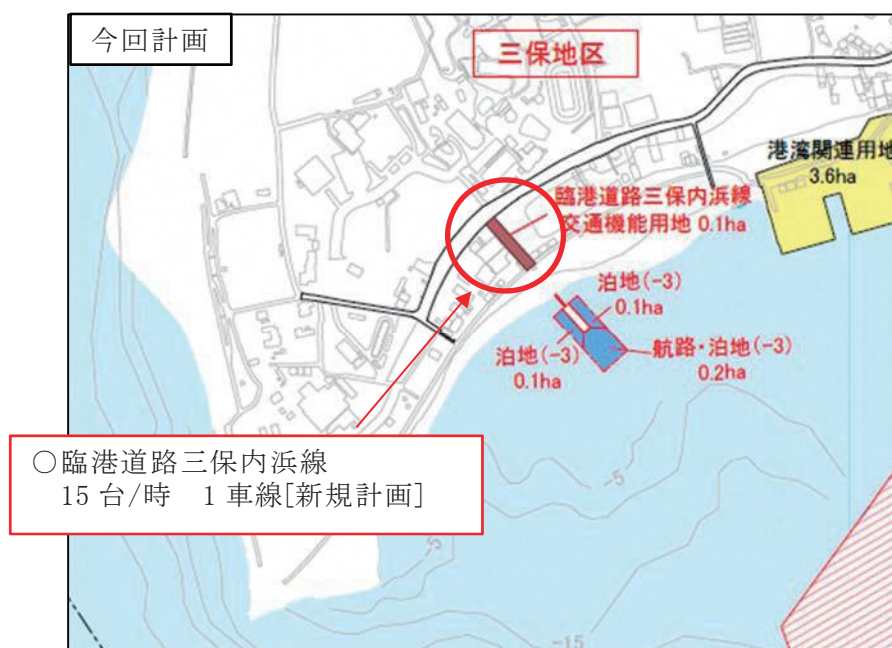 今回計画
三保地区
港湾関連用地
3.6ha
臨港道路三保内浜線
交通機能用地 0.1ha
泊地(-3)
0.1ha
泊地(-3)
0.1ha
航路・泊地(-3)
0.2ha
○臨港道路三保内浜線
15 台/時 1 車線[新規計画]
-5
-5
-15